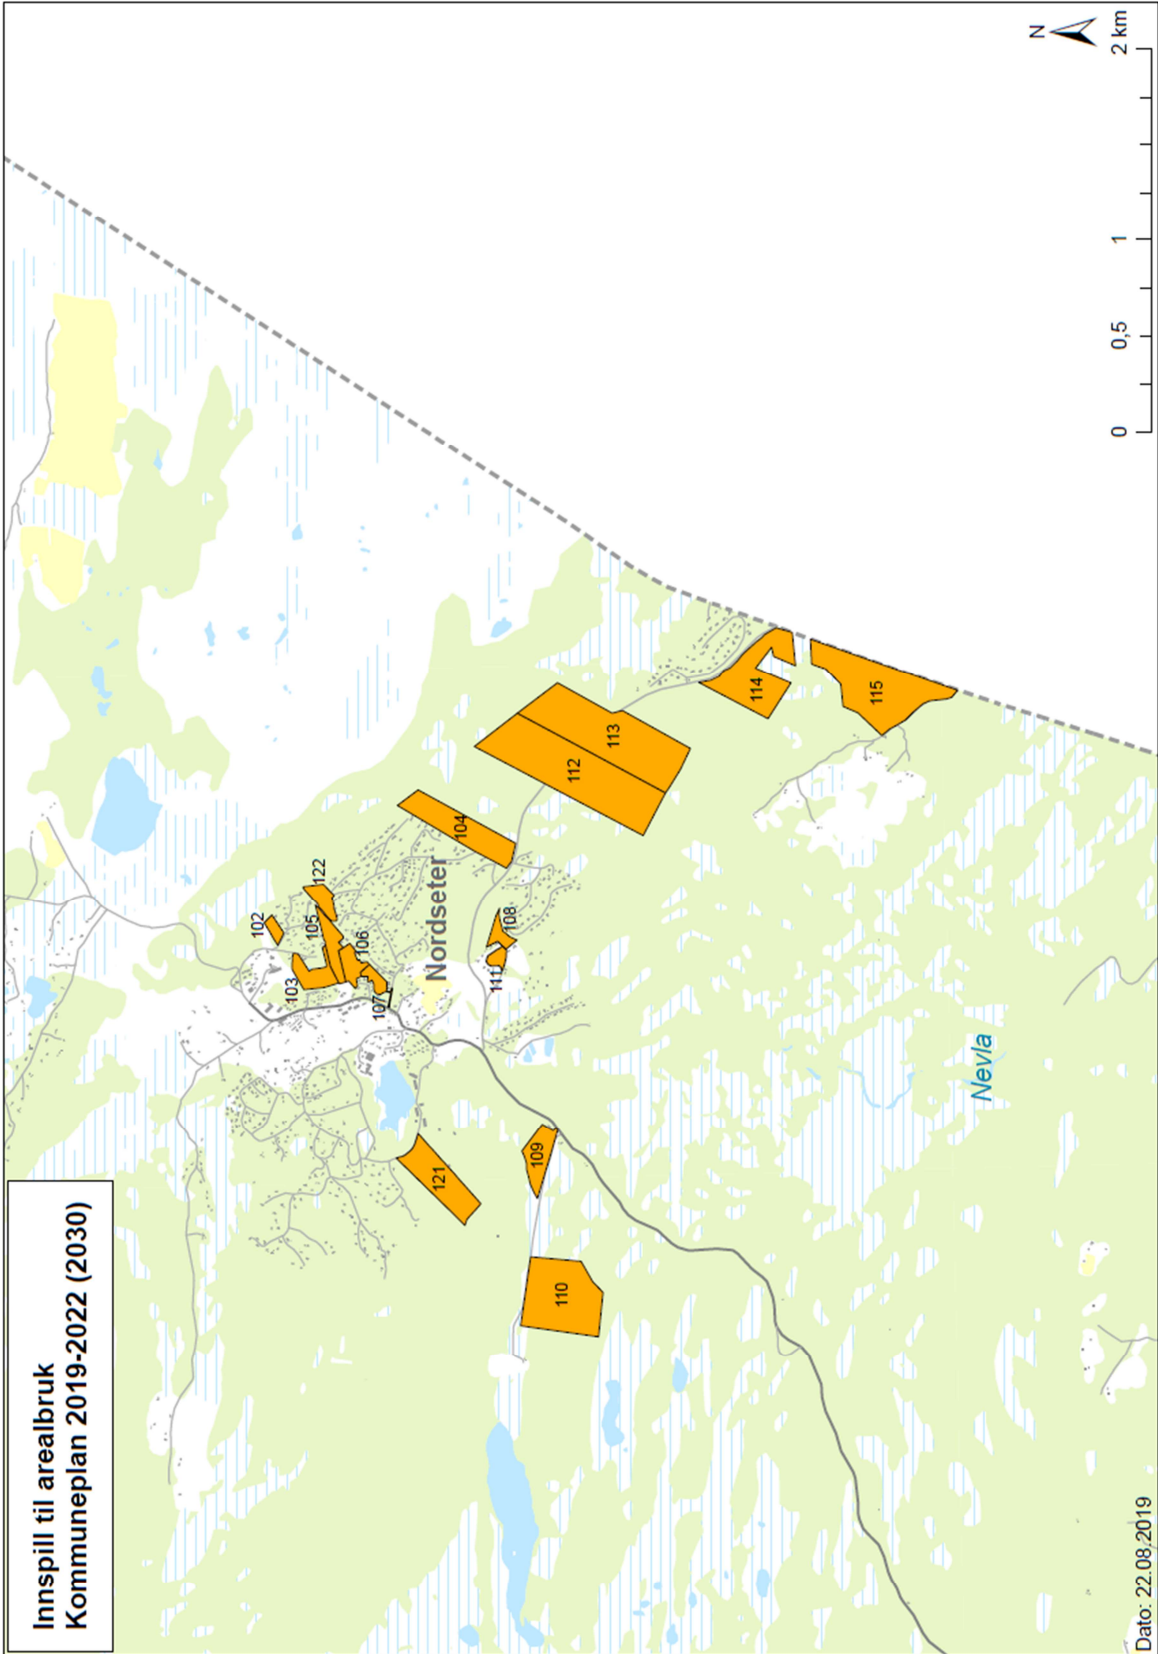 Innspill til arealbruk
Kommuneplan 2019-2022 (2030)
102
103
105
122
106
107
104
Nordseter
108
111
112
113
114
115
121
109
110
Nevla
N
0 0,5 1 2 km
Dato: 22.08.2019